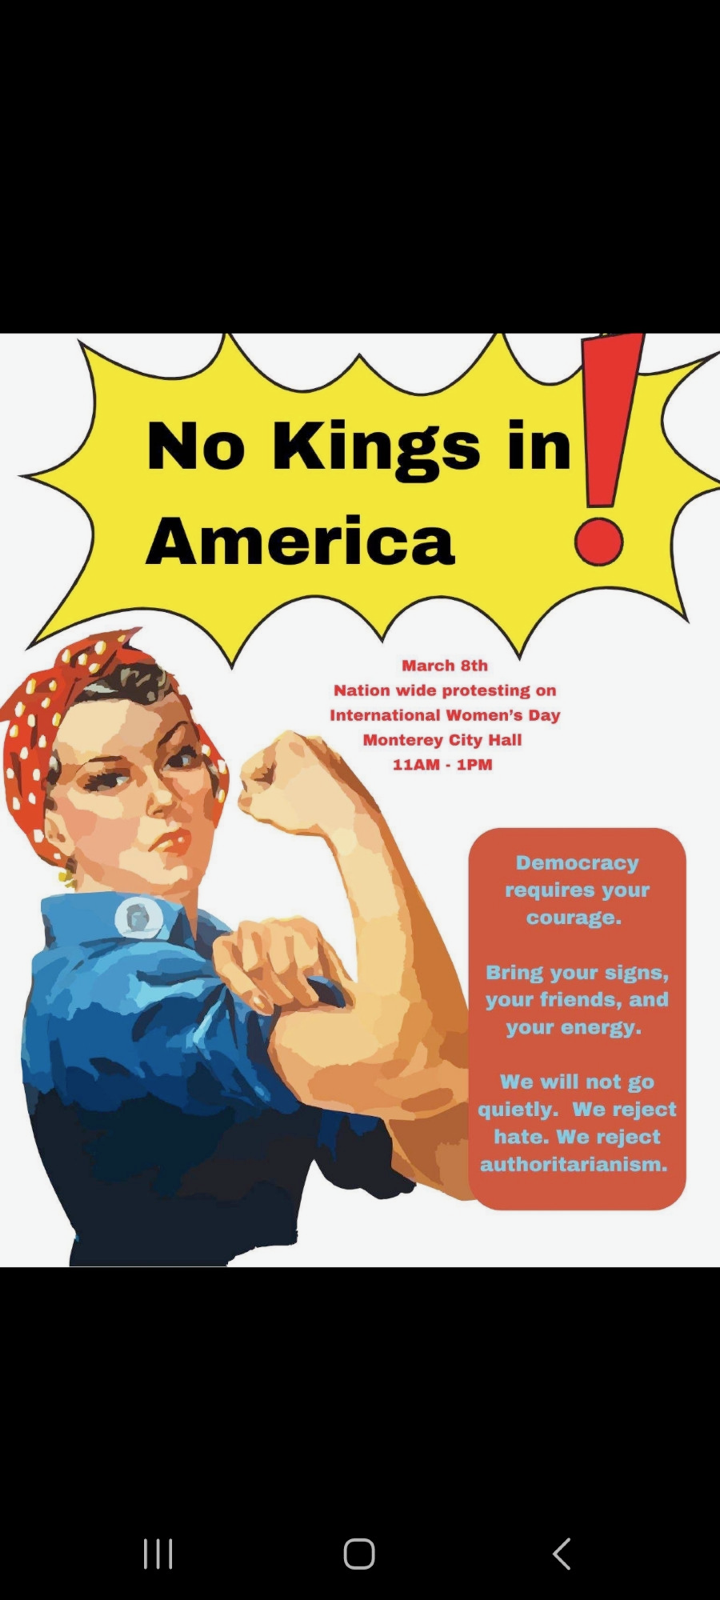 No Kings in
America !
March 8th
Nation wide protesting on
International Women's Day
Monterey City Hall
11AM - 1PM
Democracy
requires your
courage.
Bring your signs,
your friends, and
your energy.
We will not go
quietly.  We reject
hate. We reject
authoritarianism.